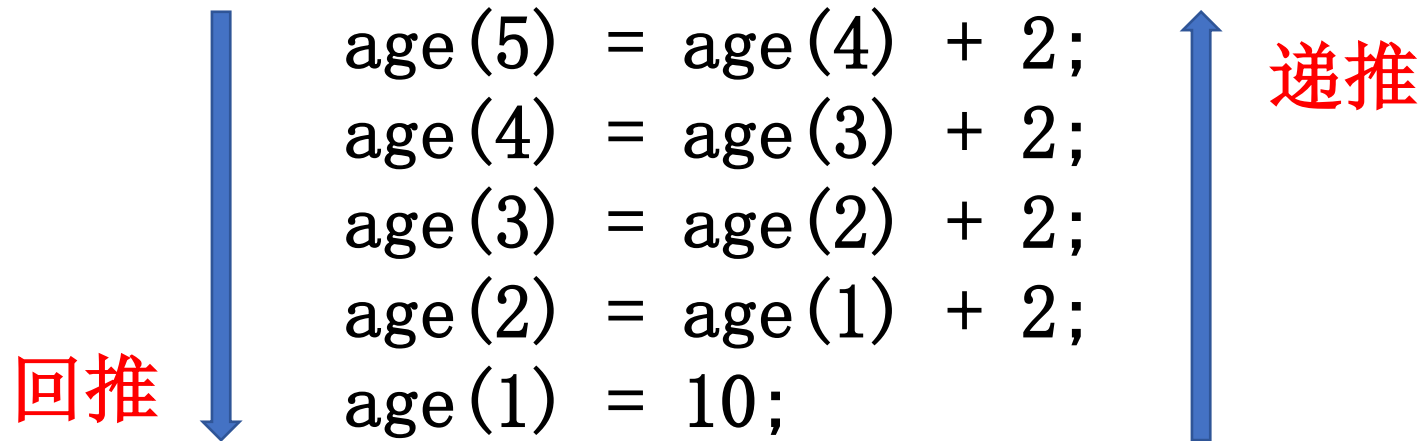 age(5) = age(4) + 2;
递推
age(4) = age(3) + 2;
age(3) = age(2) + 2;
age(2) = age(1) + 2;
回推
age(1) = 10;